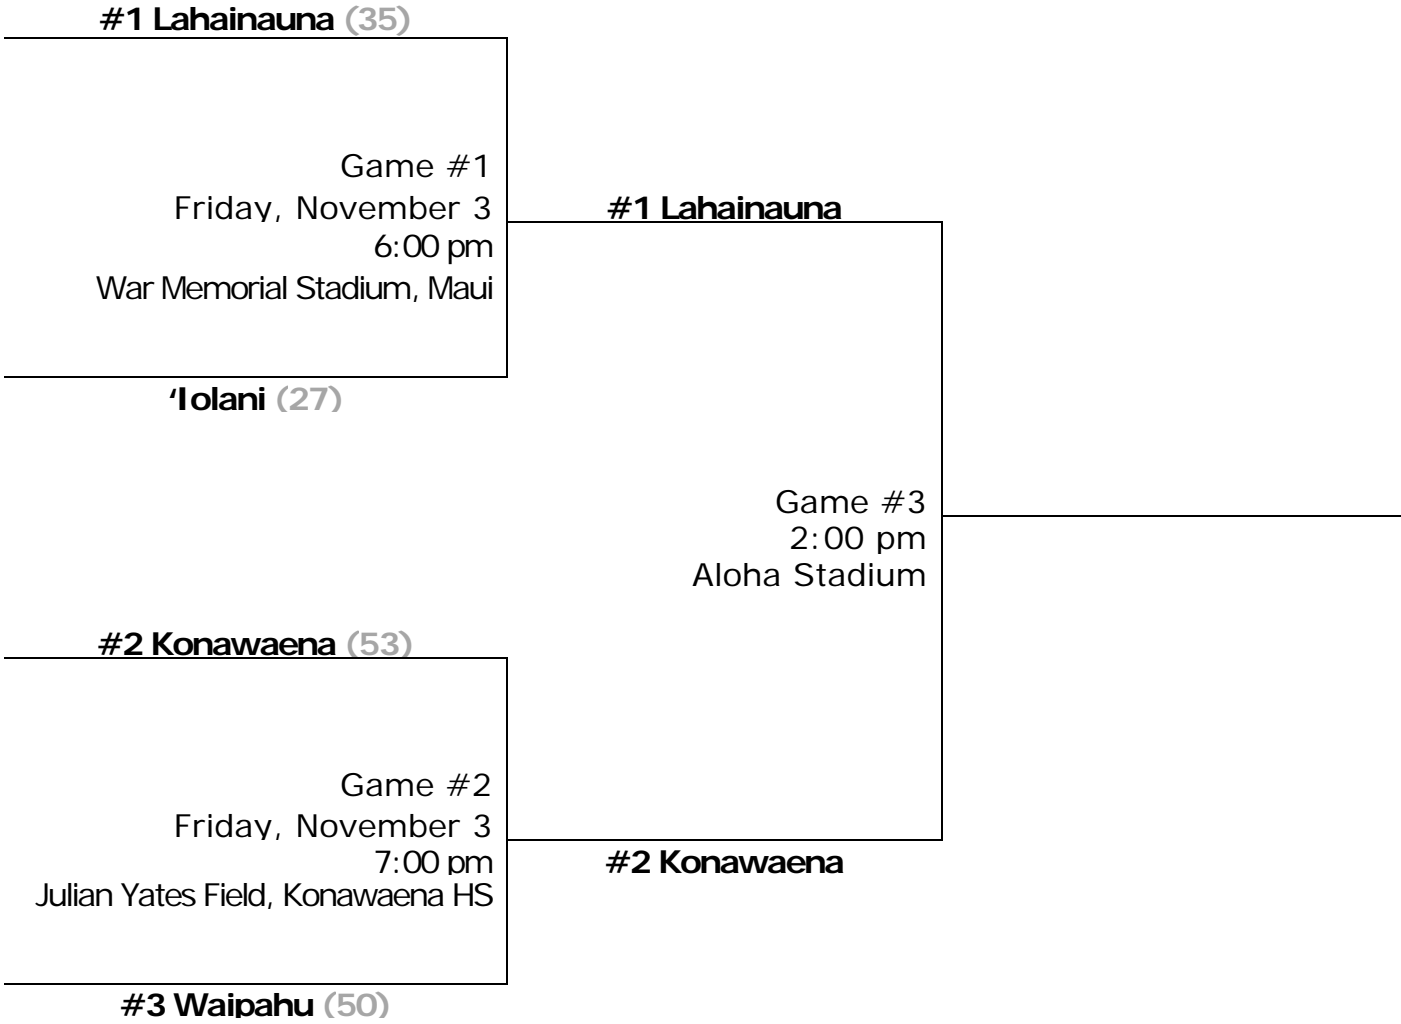 #1 Lahainauna (35)
Game #1
Friday, November 3
6:00 pm
War Memorial Stadium, Maui
‘Iolani (27)
#1 Lahainauna
Game #3
2:00 pm
Aloha Stadium
#2 Konawaena (53)
Game #2
Friday, November 3
7:00 pm
Julian Yates Field, Konawaena HS
#3 Waipahu (50)
#2 Konawaena